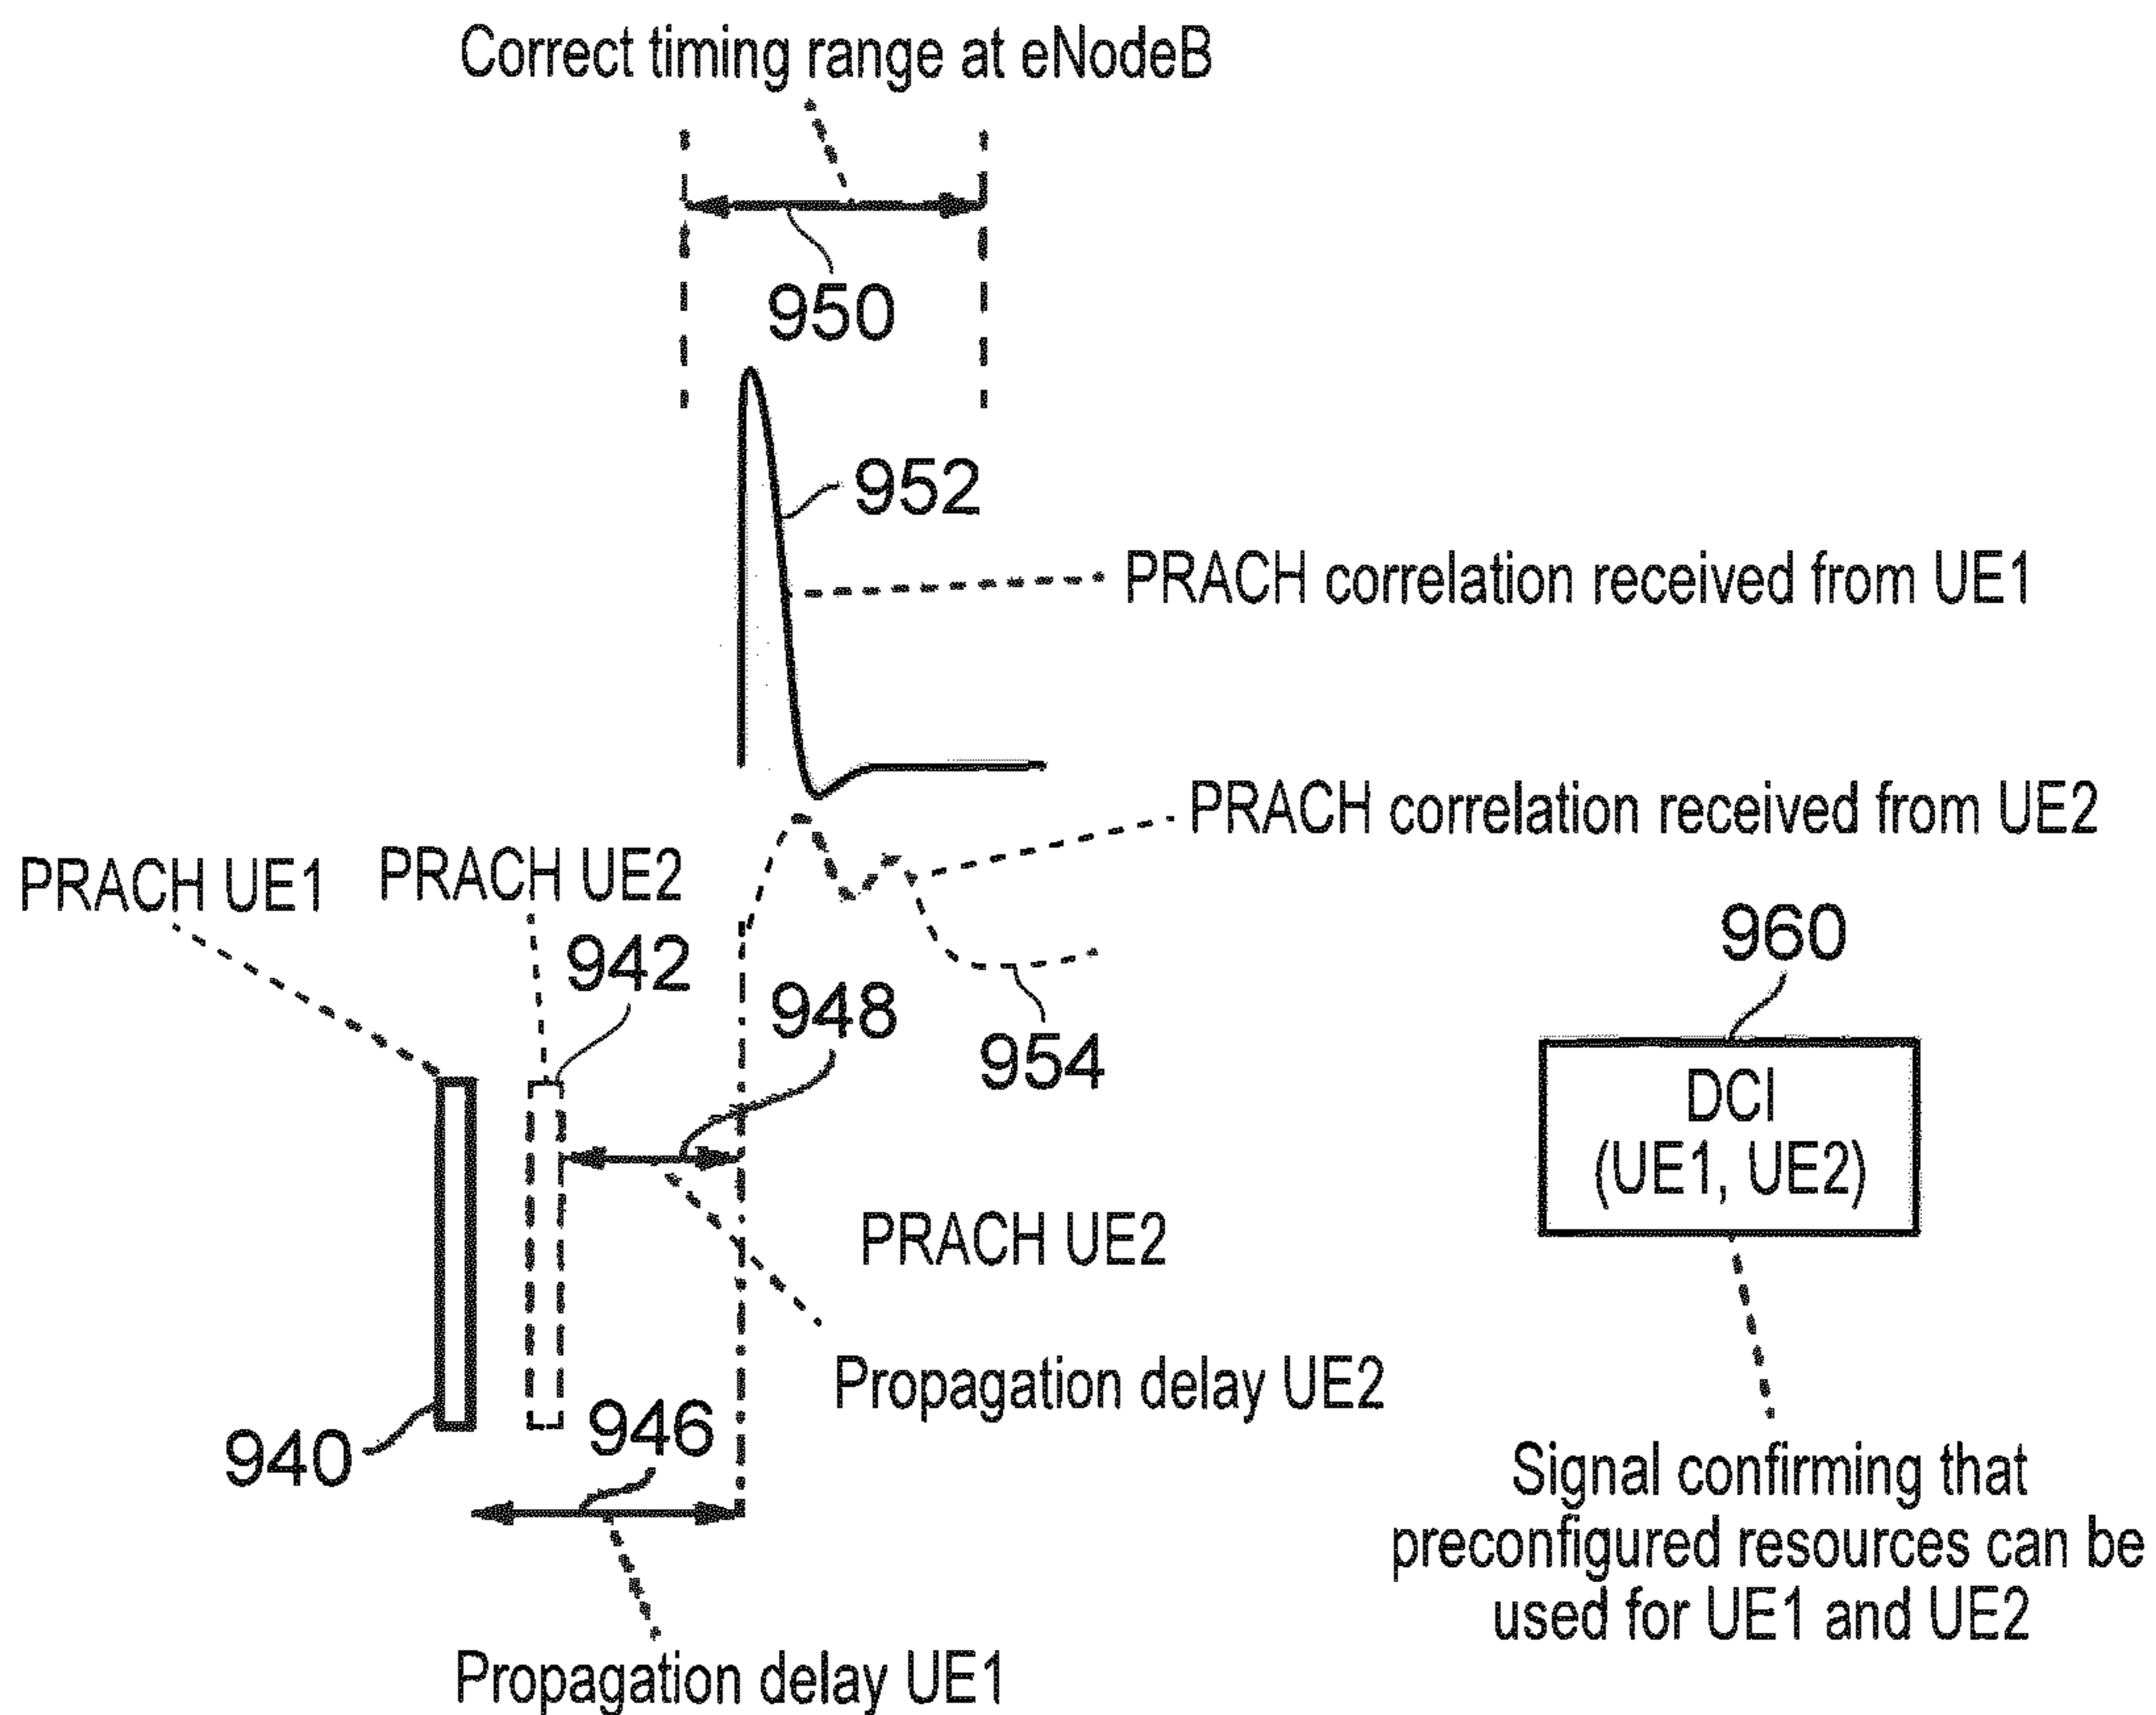 Correct timing range at eNodeB
950
952
PRACH correlation received from UE1
PRACH correlation received from UE2
PRACH UE1
PRACH UE2
942
948
954
960
DCI
(UE1, UE2)
PRACH UE2
Propagation delay UE2
940
946
Signal confirming that
preconfigured resources can be
used for UE1 and UE2
Propagation delay UE1